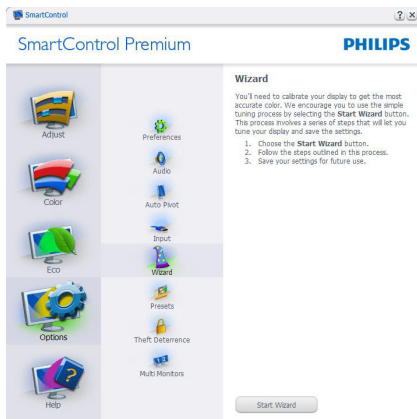 SmartControl
? X
SmartControl Premium
PHILIPS
Adjust
Color
Eco
Options
Help
Preferences
Audio
Auto Pivot
Input
Wizard
Presets
Theft Deterrence
Multi Monitors
Wizard
You'll need to calibrate your display to get the most
accurate color. We encourage you to use the simple
tuning process by selecting the Start Wizard button.
This process involves a series of steps that will let you
tune your display and save the settings.
1. Choose the Start Wizard button.
2. Follow the steps outlined in this process.
3. Save your settings for future use.
Start Wizard